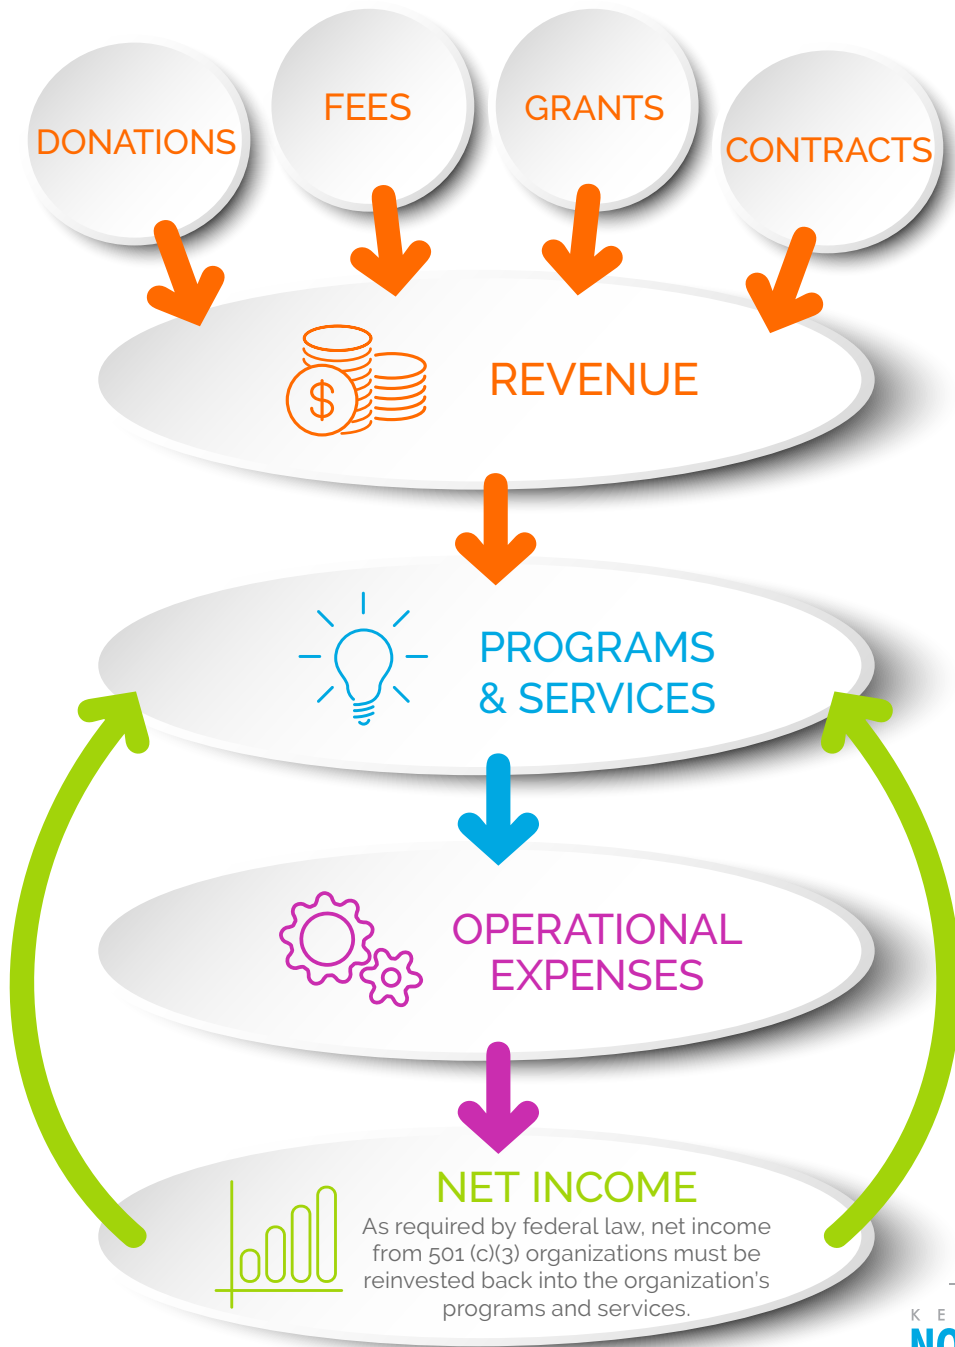 DONATIONS
FEES
GRANTS
CONTRACTS
$
REVENUE
PROGRAMS
& SERVICES
OPERATIONAL
EXPENSES
NET INCOME
As required by federal law, net income
from 501 (c)(3) organizations must be
reinvested back into the organization’s
programs and services.